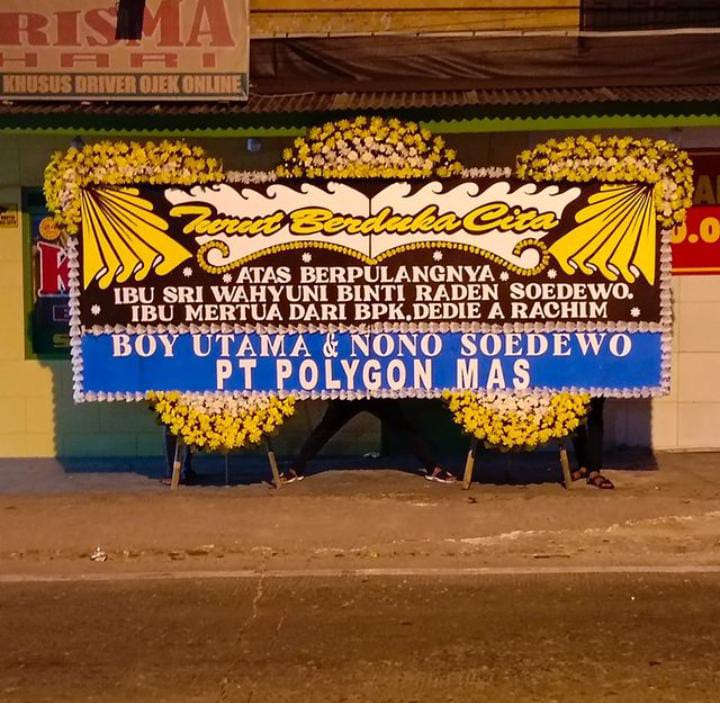 RISMA
HARI
KHUSUS DRIVER OJEK ONLINE
Turut Berduka Cita
ATAS BERPULANGNYA
IBU SRI WAHYUNI BINTI RADEN SOEDEWO.
IBU MERTUA DARI BPK,DEDIE A RACHIM
BOY UTAMA & NONO SOEDEWO
PT POLYGON MAS